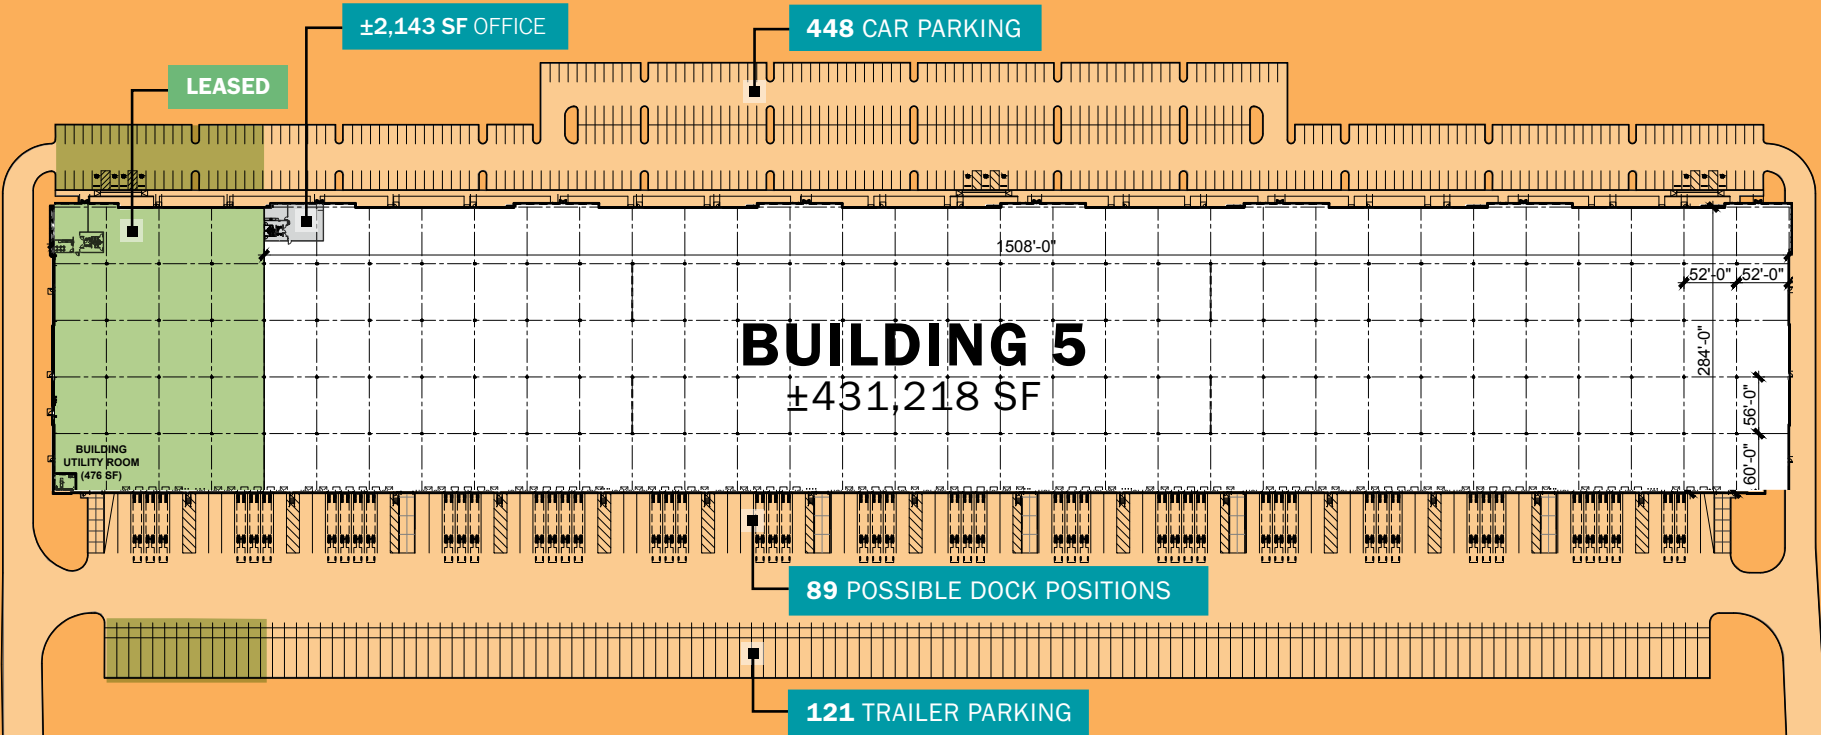 ±2,143 SF OFFICE
448 CAR PARKING
LEASED
1508'-0"
52'-0" 52'-0"
BUILDING 5
±431,218 SF
284'-0"
56'-0"
60'-0"
BUILDING
UTILITY ROOM
(476 SF)
89 POSSIBLE DOCK POSITIONS
121 TRAILER PARKING